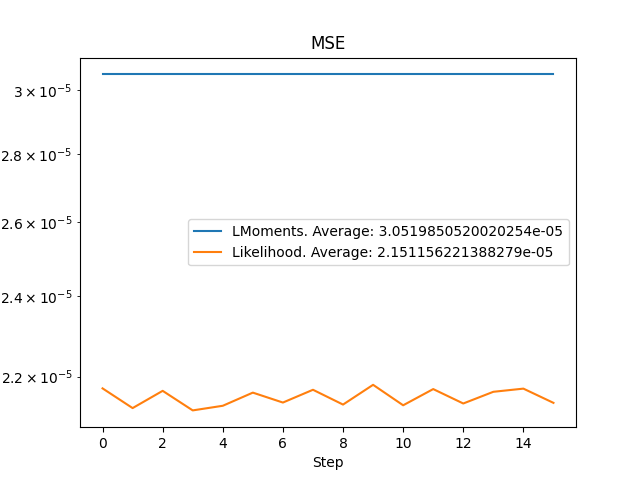 MSE
3 × 10⁻⁵
2.8 × 10⁻⁵
2.6 × 10⁻⁵
2.4 × 10⁻⁵
2.2 × 10⁻⁵
LMoments. Average: 3.0519850520020254e-05
Likelihood. Average: 2.151156221388279e-05
0 2 4 6 8 10 12 14
Step